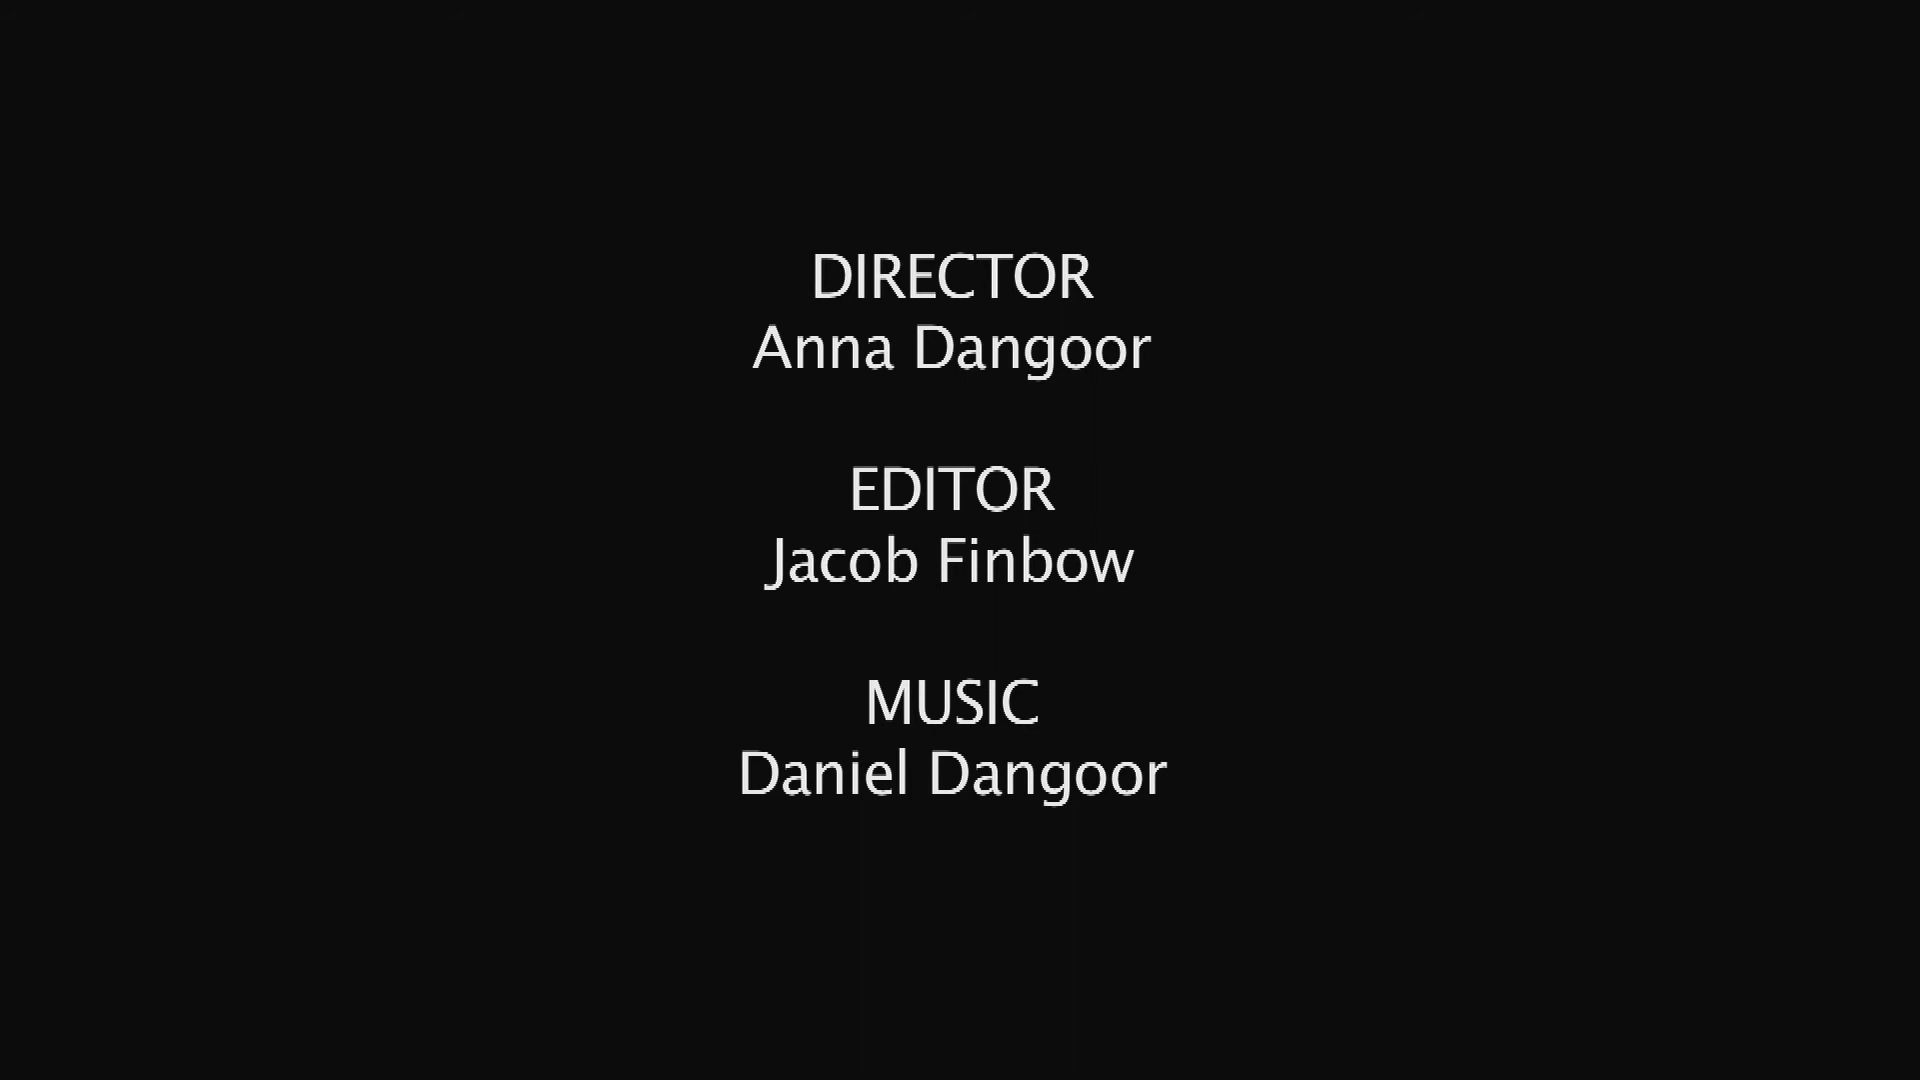 DIRECTOR
Anna Dangoor
EDITOR
Jacob Finbow
MUSIC
Daniel Dangoor